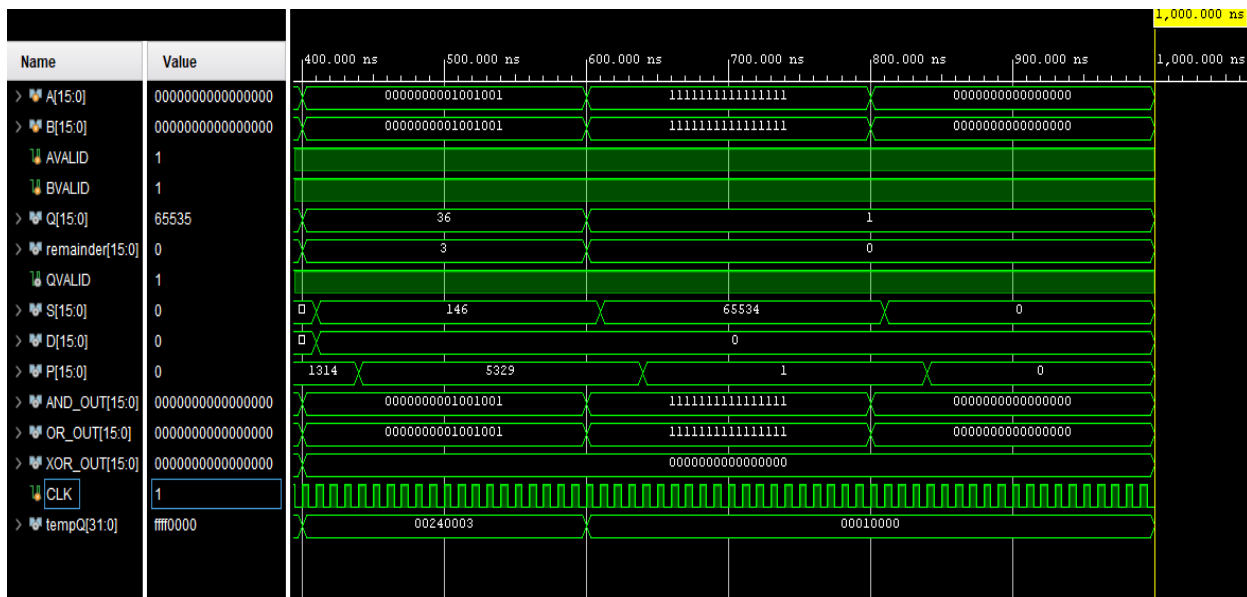 1,000.000 ns
Name Value 400.000 ns 500.000 ns 600.000 ns 700.000 ns 800.000 ns 900.000 ns 1,000.000 ns
A[15:0] 0000000000000000 0000000001001001 1111111111111111 0000000000000000
B[15:0] 0000000000000000 0000000001001001 1111111111111111 0000000000000000
AVALID 1
BVALID 1
Q[15:0] 65535 36 1
remainder[15:0] 0 3 0
QVALID 1
S[15:0] 0 146 65534 0
D[15:0] 0 0
P[15:0] 0 1314 5329 1 0
AND_OUT[15:0] 0000000000000000 0000000001001001 1111111111111111 0000000000000000
OR_OUT[15:0] 0000000000000000 0000000001001001 1111111111111111 0000000000000000
XOR_OUT[15:0] 0000000000000000 0000000000000000
CLK 1
tempQ[31:0] ffff0000 00240003 00010000